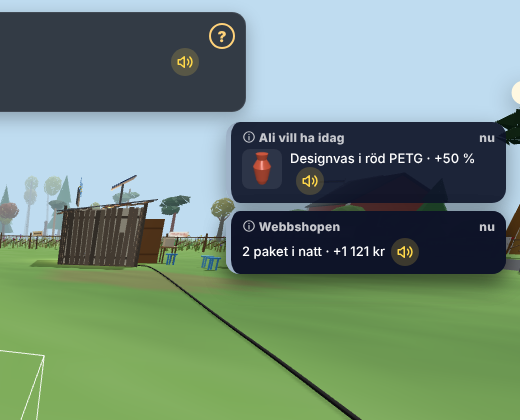 ?
Ali vill ha idag
nu
Designvas i röd PETG · +50 %
Webbshopen
nu
2 paket i natt · +1 121 kr